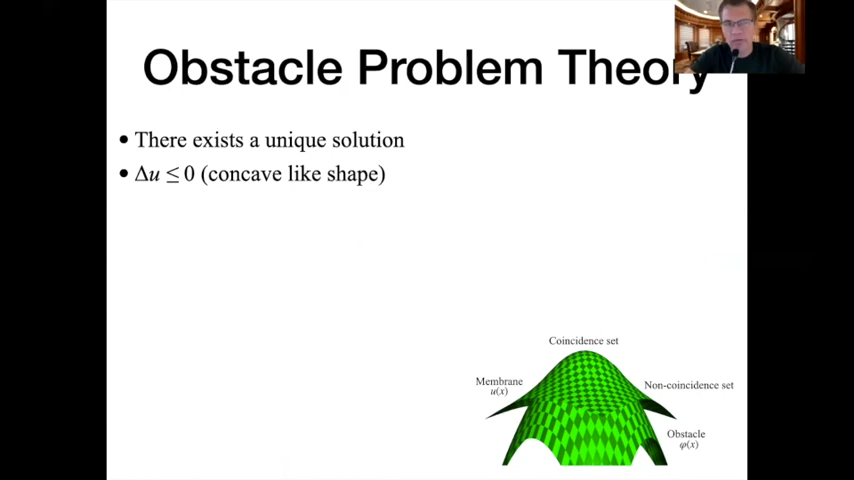 Obstacle Problem Theory
• There exists a unique solution
• Δu ≤ 0 (concave like shape)
Coincidence set
Membrane
u(x)
Non-coincidence set
Obstacle
φ(x)